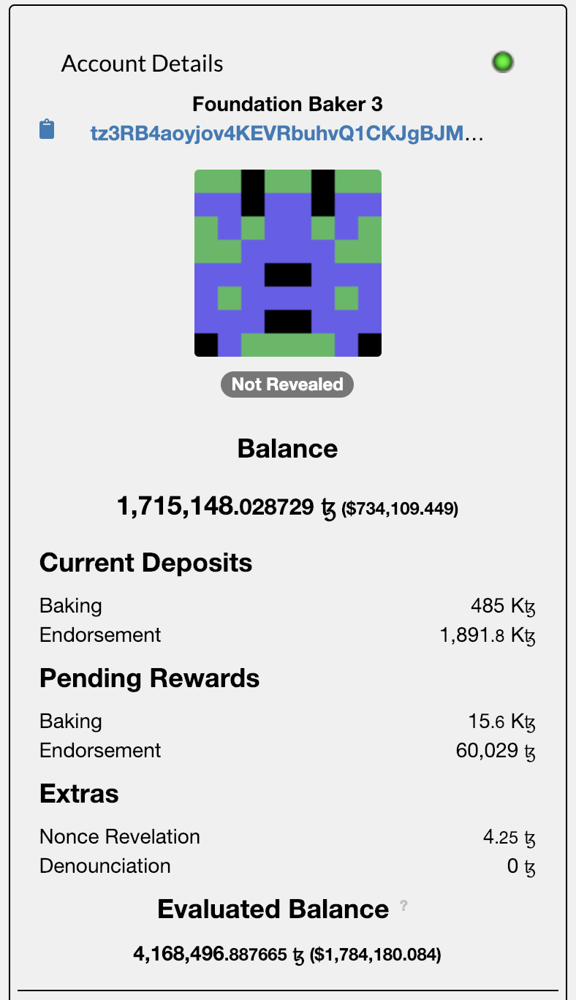 Account Details
Foundation Baker 3
tz3RB4aoyjov4KEVRbuhvQ1CKJgBJM...
Not Revealed
Balance
1,715,148.028729 ꜩ ($734,109.449)
Current Deposits
Baking 485 Kꜩ
Endorsement 1,891.8 Kꜩ
Pending Rewards
Baking 15.6 Kꜩ
Endorsement 60,029 ꜩ
Extras
Nonce Revelation 4.25 ꜩ
Denounciation 0 ꜩ
Evaluated Balance ?
4,168,496.887665 ꜩ ($1,784,180.084)